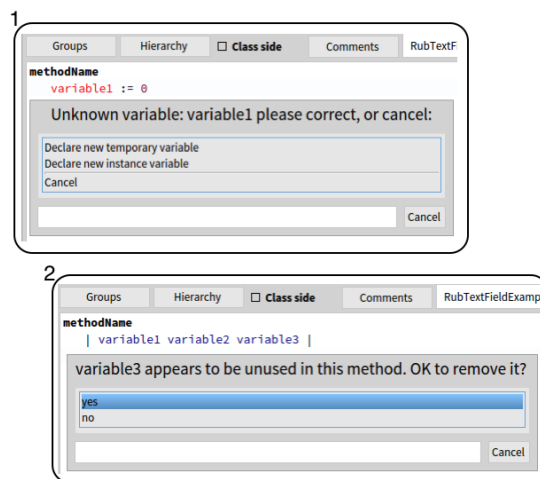 1
Groups Hierarchy Class side Comments RubTextFi
methodName
variable1 := 0
Unknown variable: variable1 please correct, or cancel:
Declare new temporary variable
Declare new instance variable
Cancel
Cancel
2
Groups Hierarchy Class side Comments RubTextFieldExamp
methodName
| variable1 variable2 variable3 |
variable3 appears to be unused in this method. OK to remove it?
yes
no
Cancel